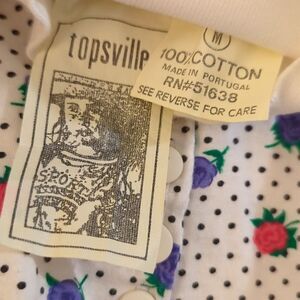 topsville
SPORT
M
100% COTTON
MADE IN PORTUGAL
RN#51638
SEE REVERSE FOR CARE